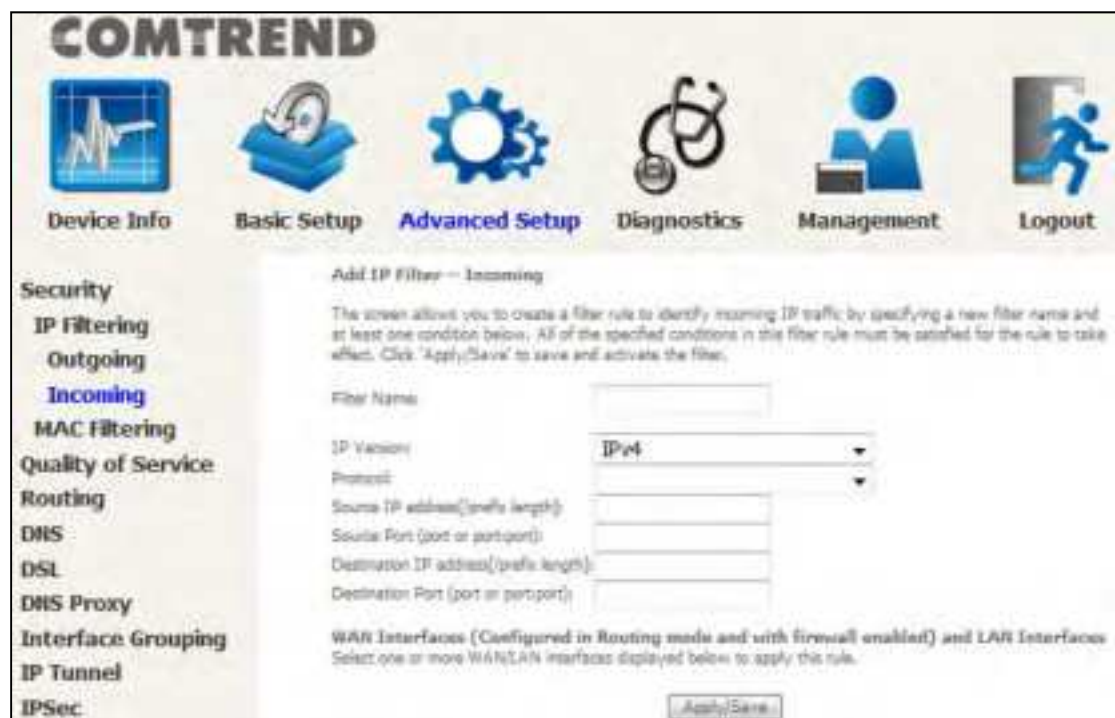 COMTREND
Device Info
Basic Setup
Advanced Setup
Diagnostics
Management
Logout
Security
IP Filtering
Outgoing
Incoming
MAC Filtering
Quality of Service
Routing
DNS
DSL
DNS Proxy
Interface Grouping
IP Tunnel
IPSec
Add IP Filter -- Incoming
The screen allows you to create a filter rule to identify incoming IP traffic by specifying a new filter name and
at least one condition below. All of the specified conditions in this filter rule must be satisfied for the rule to take
effect. Click 'Apply/Save' to save and activate the filter.
Filter Name:
IP Version:
IPv4
Protocol:
Source IP address[/prefix length]:
Source Port (port or port:port):
Destination IP address[/prefix length]:
Destination Port (port or port:port):
WAN Interfaces (Configured in Routing mode and with firewall enabled) and LAN Interfaces
Select one or more WAN/LAN interfaces displayed below to apply this rule.
Apply/Save